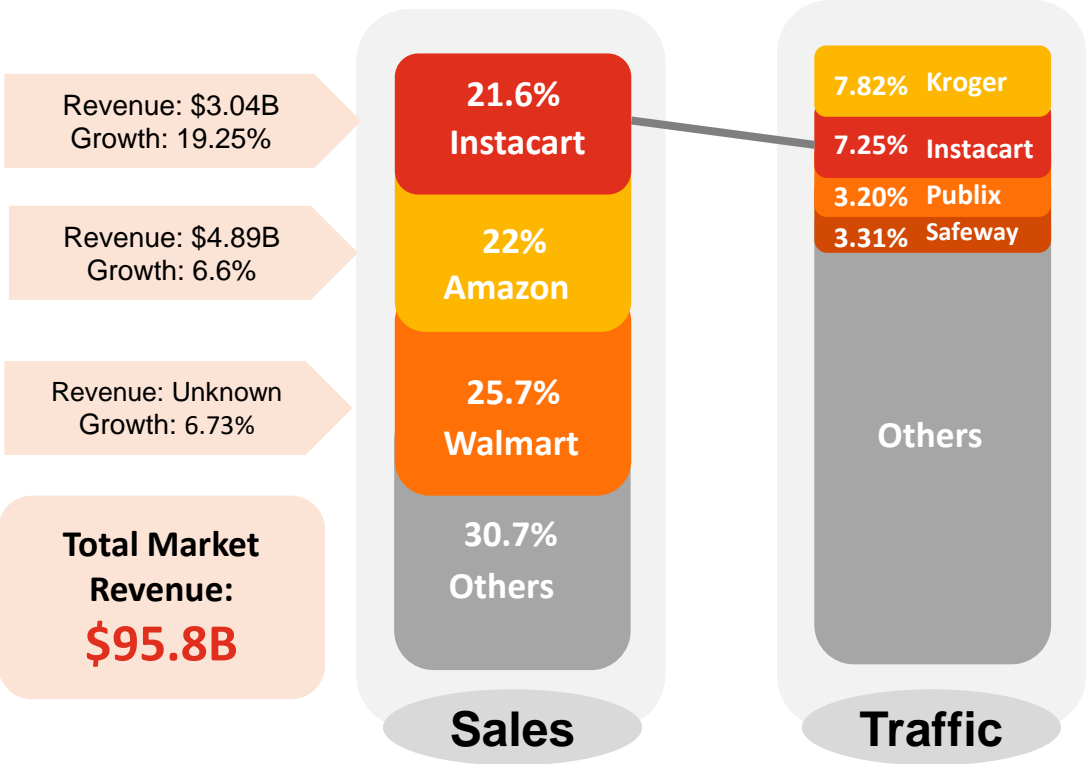 Revenue: $3.04B
Growth: 19.25%
Revenue: $4.89B
Growth: 6.6%
Revenue: Unknown
Growth: 6.73%
Total Market
Revenue:
$95.8B
21.6%
Instacart
22%
Amazon
25.7%
Walmart
30.7%
Others
Sales
7.82% Kroger
7.25% Instacart
3.20% Publix
3.31% Safeway
Others
Traffic